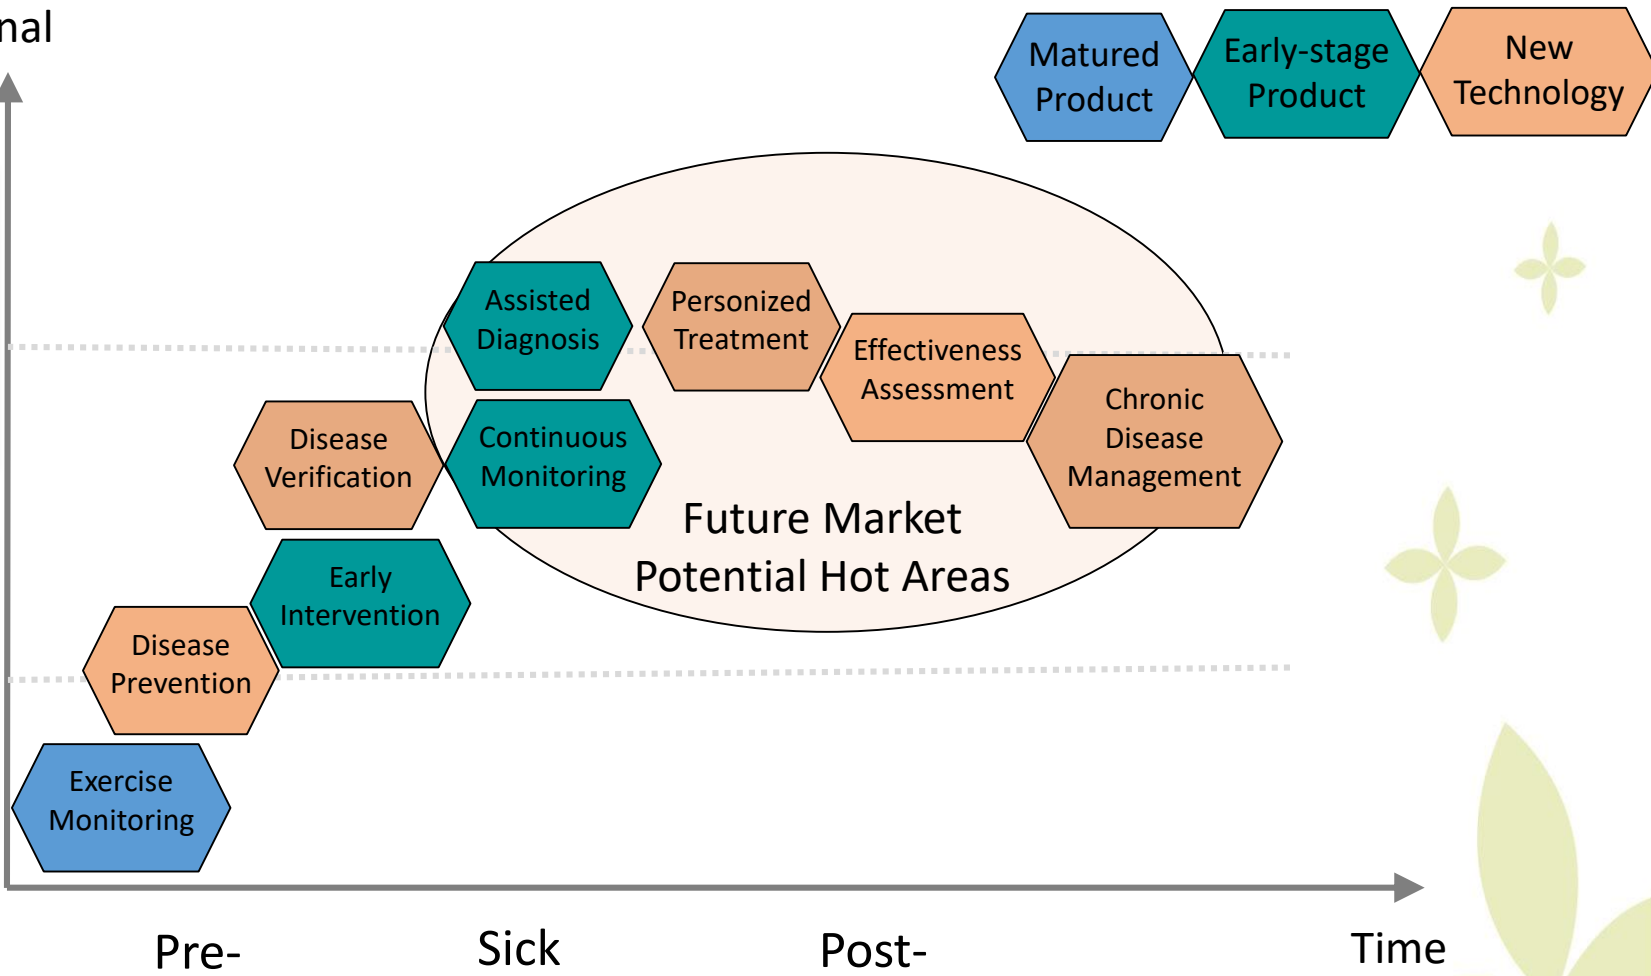 nal
Matured
Product
Early-stage
Product
New
Technology
Assisted
Diagnosis
Personized
Treatment
Effectiveness
Assessment
Chronic
Disease
Management
Disease
Verification
Continuous
Monitoring
Future Market
Potential Hot Areas
Early
Intervention
Disease
Prevention
Exercise
Monitoring
Pre-
Sick
Post-
Time